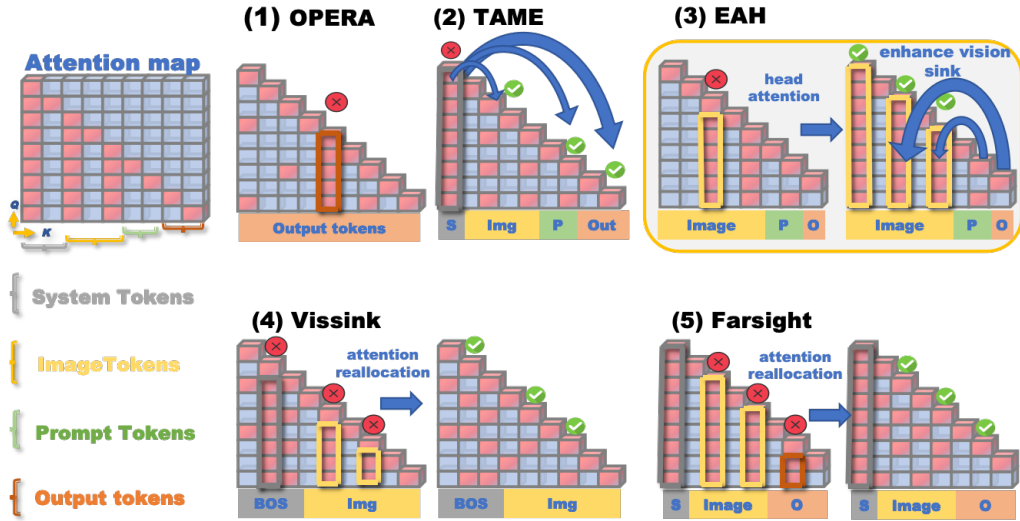 (1) OPERA
(2) TAME
(3) EAH
Attention map
enhance vision
sink
head
attention
Q
K
Output tokens
S Img P Out
Image P O
Image P O
System Tokens
ImageTokens
Prompt Tokens
Output tokens
(4) Vissink
(5) Farsight
attention
reallocation
attention
reallocation
BOS Img
BOS Img
S Image O
S Image O